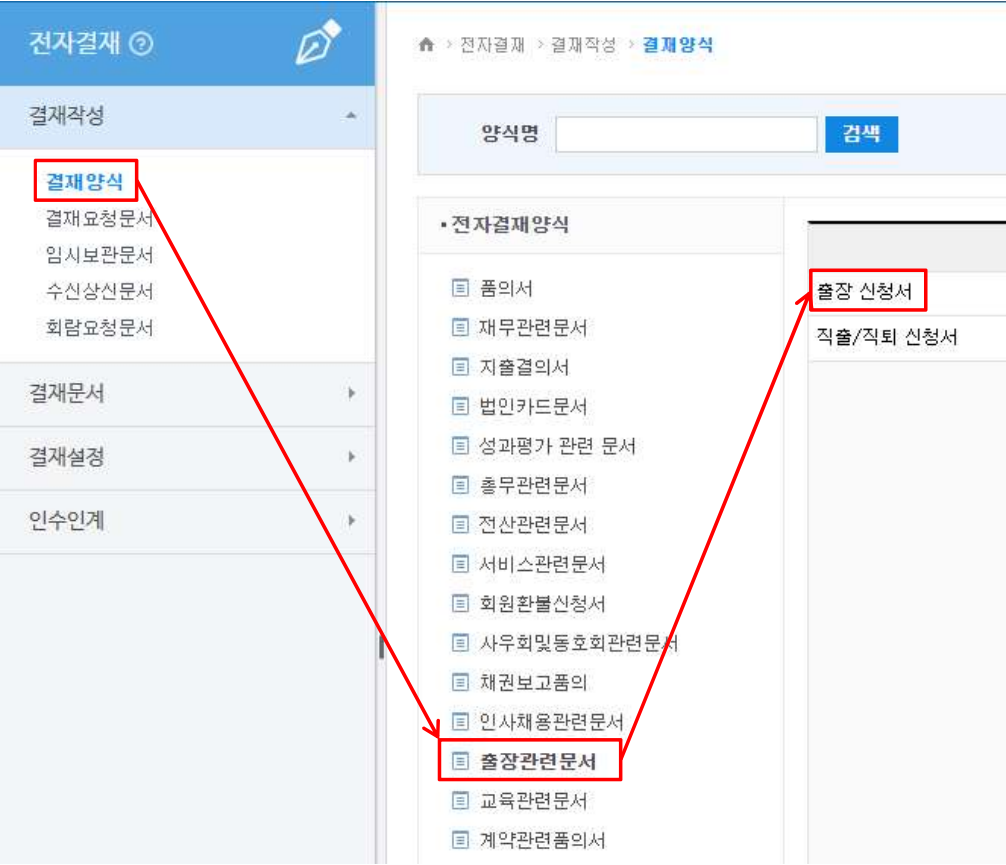 전자결재 ?
결재작성
결재양식
결재요청문서
임시보관문서
수신상신문서
회람요청문서
결재문서
결재설정
인수인계
> 전자결재 > 결재작성 > 결재양식
양식명
검색
• 전자결재양식
품의서
재무관련문서
지출결의서
법인카드문서
성과평가 관련 문서
총무관련문서
전산관련문서
서비스관련문서
회원환불신청서
사우회및동호회관련문서
채권보고품의
인사채용관련문서
출장관련문서
교육관련문서
계약관련품의서
출장 신청서
직출/직퇴 신청서